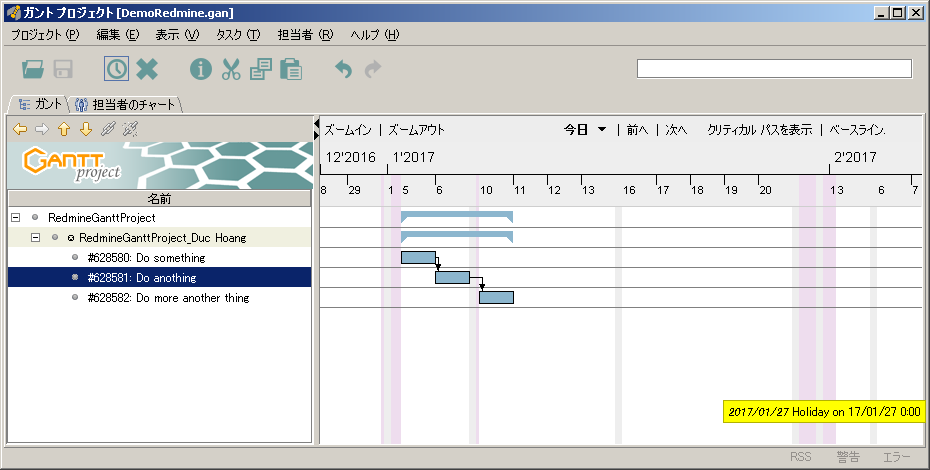 ガント プロジェクト [DemoRedmine.gan]
プロジェクト (P) 編集 (E) 表示 (V) タスク (T) 担当者 (R) ヘルプ (H)
ガント 担当者のチャート
ズームイン | ズームアウト 今日 | 前へ | 次へ クリティカル パスを表示 | ベースライン.
GANTT project
12'2016 1'2017 2'2017
8 29 1 5 6 10 11 12 13 16 17 18 19 20 13 6 7
名前
RedmineGanttProject
RedmineGanttProject_Duc Hoang
#628580: Do something
#628581: Do anothing
#628582: Do more another thing
2017/01/27 Holiday on 17/01/27 0:00
RSS 警告 エラー